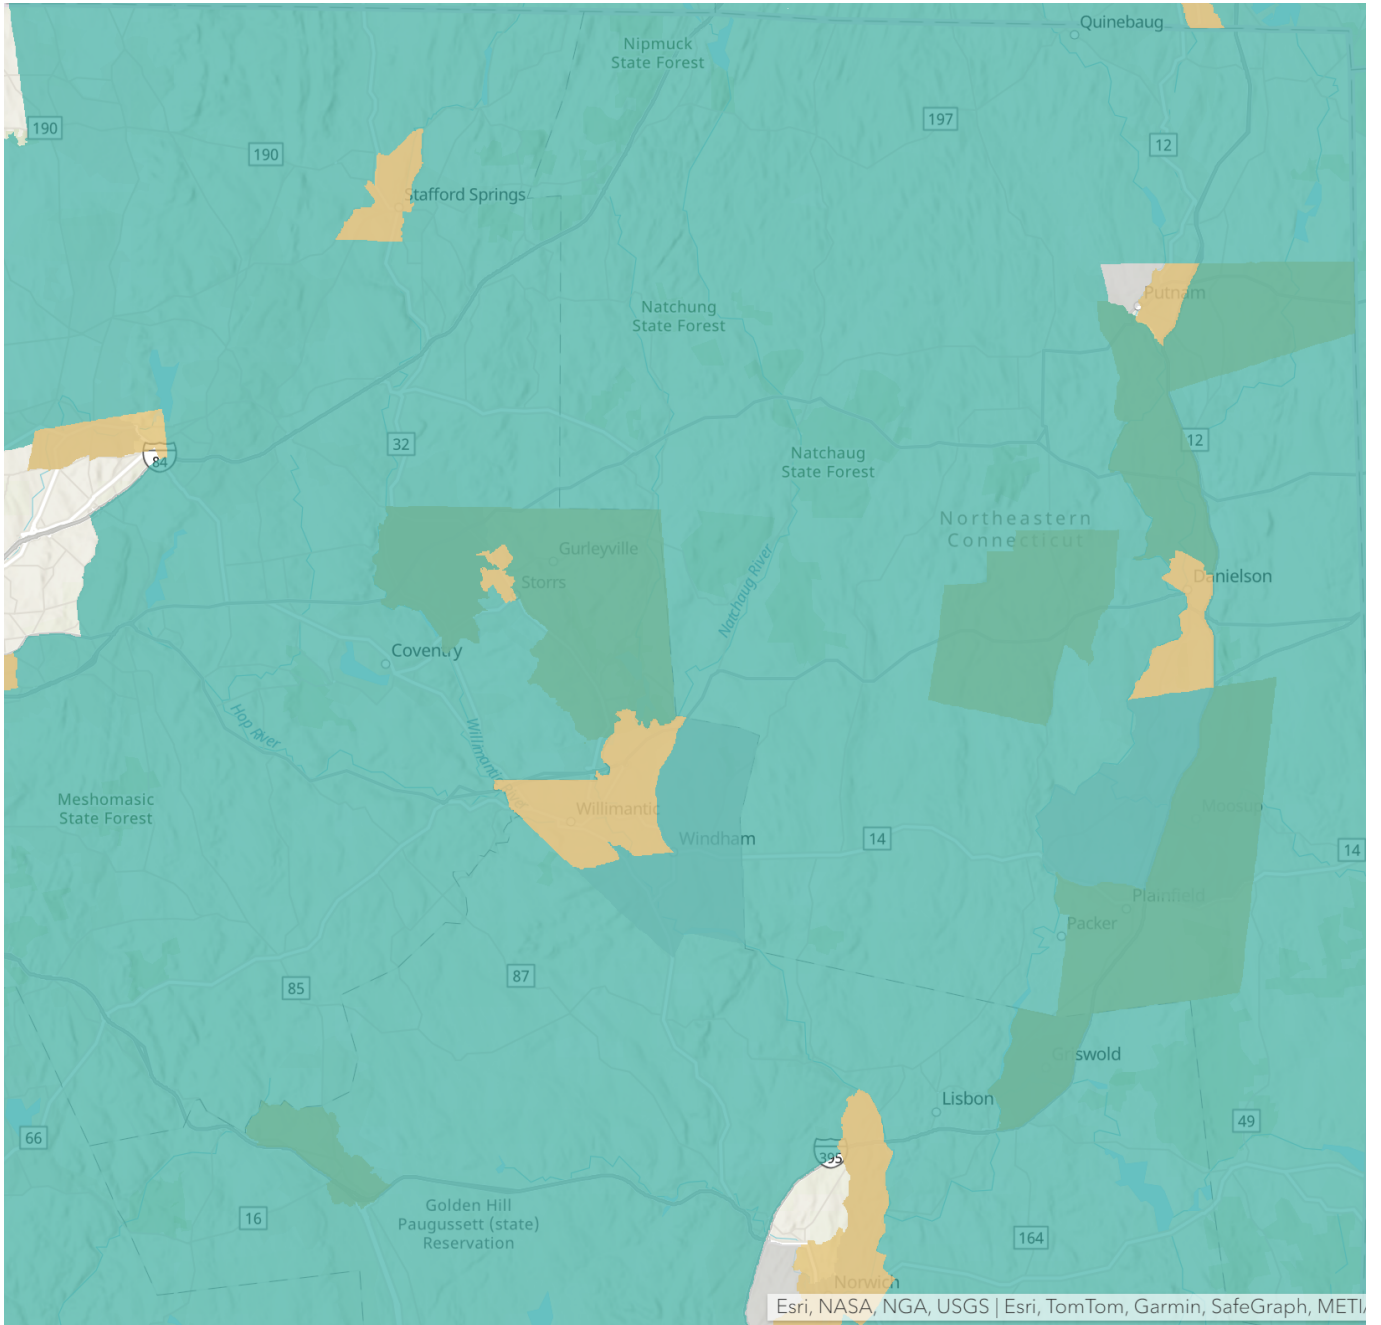 Quinebaug
Nipmuck
State Forest
190
197
12
190
Stafford Springs
Putnam
Natchung
State Forest
12
32
84
Natchaug
State Forest
Northeastern
Connecticut
Gurleyville
Danielson
Storrs
Natchaug River
Coventry
Hop River
Willimantic River
Meshomasic
State Forest
Moosup
Willimantic
Windham
14
14
Plainfield
Packer
87
85
Griswold
Lisbon
49
66
395
Golden Hill
Paugussett (state)
Reservation
16
164
Norwich
Esri, NASA, NGA, USGS | Esri, TomTom, Garmin, SafeGraph, METI/